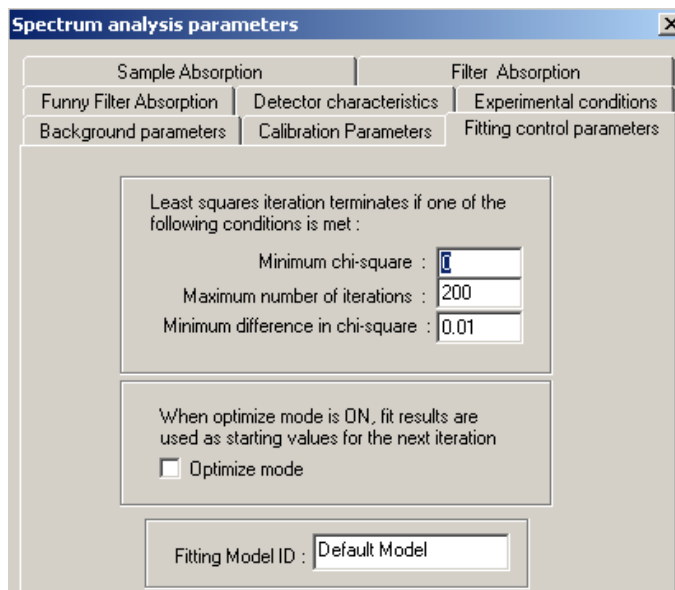 Spectrum analysis parameters
Sample Absorption Filter Absorption
Funny Filter Absorption Detector characteristics Experimental conditions
Background parameters Calibration Parameters Fitting control parameters
Least squares iteration terminates if one of the
following conditions is met :
Minimum chi-square : 0
Maximum number of iterations : 200
Minimum difference in chi-square : 0.01
When optimize mode is ON, fit results are
used as starting values for the next iteration
Optimize mode
Fitting Model ID : Default Model